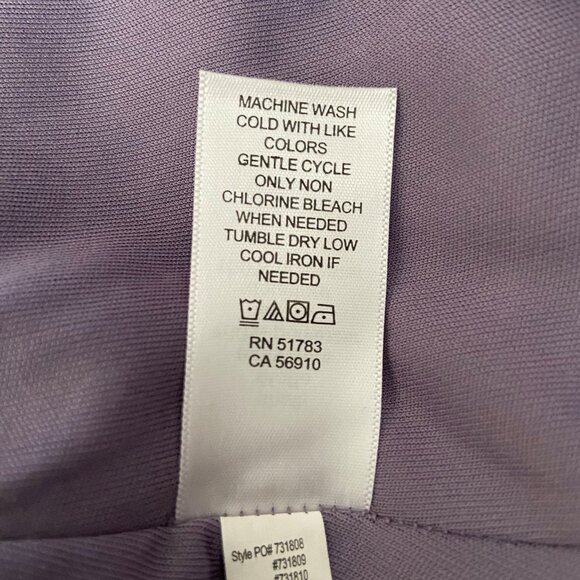 MACHINE WASH
COLD WITH LIKE
COLORS
GENTLE CYCLE
ONLY NON
CHLORINE BLEACH
WHEN NEEDED
TUMBLE DRY LOW
COOL IRON IF
NEEDED
RN 51783
CA 56910
Style PO# 731808
#731809
#731810